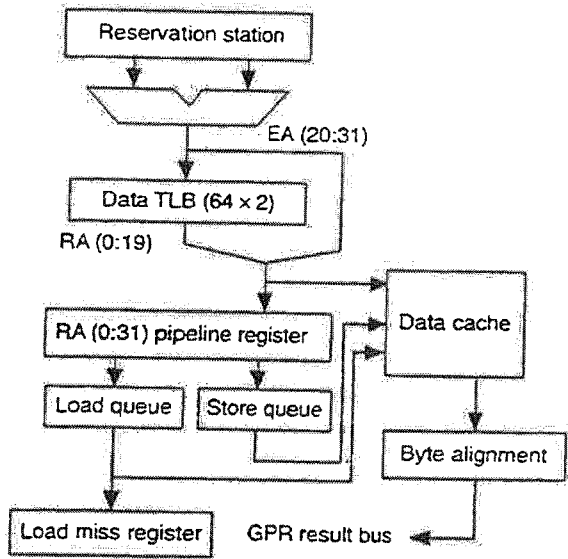 Reservation station
EA (20:31)
Data TLB (64 × 2)
RA (0:19)
Data cache
RA (0:31) pipeline register
Load queue
Store queue
Byte alignment
Load miss register
GPR result bus